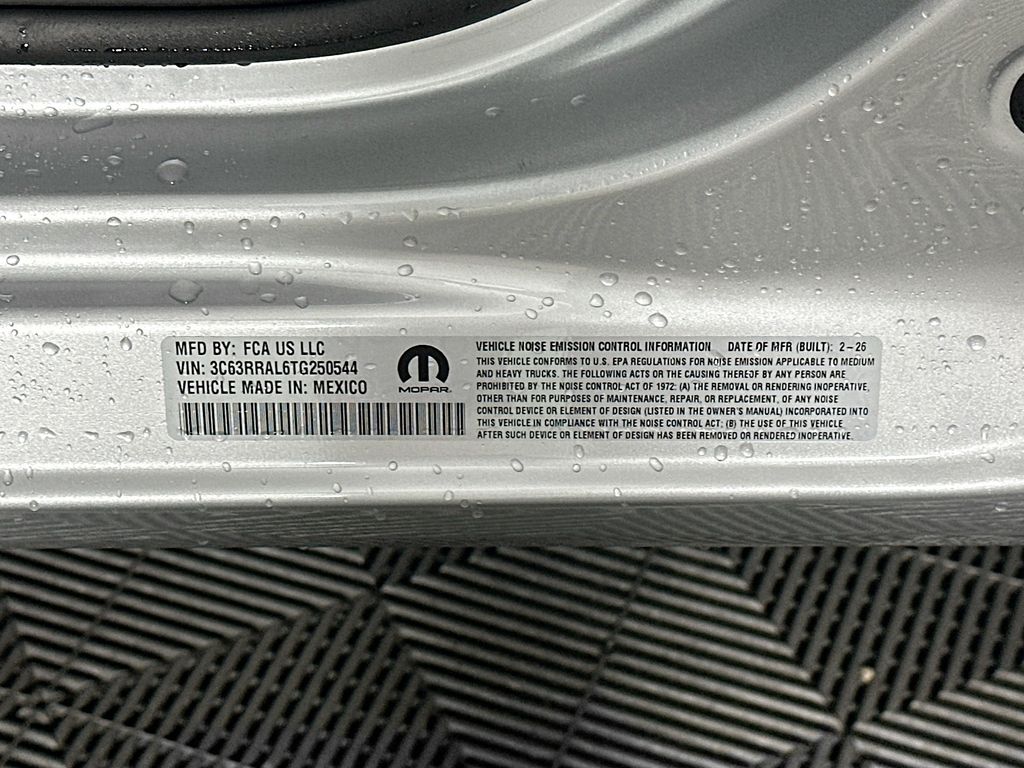 MFD BY: FCA US LLC
VIN: 3C63RRAL6TG250544
VEHICLE MADE IN: MEXICO
MOPAR
VEHICLE NOISE EMISSION CONTROL INFORMATION DATE OF MFR (BUILT): 2-26
THIS VEHICLE CONFORMS TO U.S. EPA REGULATIONS FOR NOISE EMISSION APPLICABLE TO MEDIUM
AND HEAVY TRUCKS. THE FOLLOWING ACTS OR THE CAUSING THEREOF BY ANY PERSON ARE
PROHIBITED BY THE NOISE CONTROL ACT OF 1972: (A) THE REMOVAL OR RENDERING INOPERATIVE,
OTHER THAN FOR PURPOSES OF MAINTENANCE, REPAIR, OR REPLACEMENT, OF ANY NOISE
CONTROL DEVICE OR ELEMENT OF DESIGN (LISTED IN THE OWNER'S MANUAL) INCORPORATED INTO
THIS VEHICLE IN COMPLIANCE WITH THE NOISE CONTROL ACT; (B) THE USE OF THIS VEHICLE
AFTER SUCH DEVICE OR ELEMENT OF DESIGN HAS BEEN REMOVED OR RENDERED INOPERATIVE.